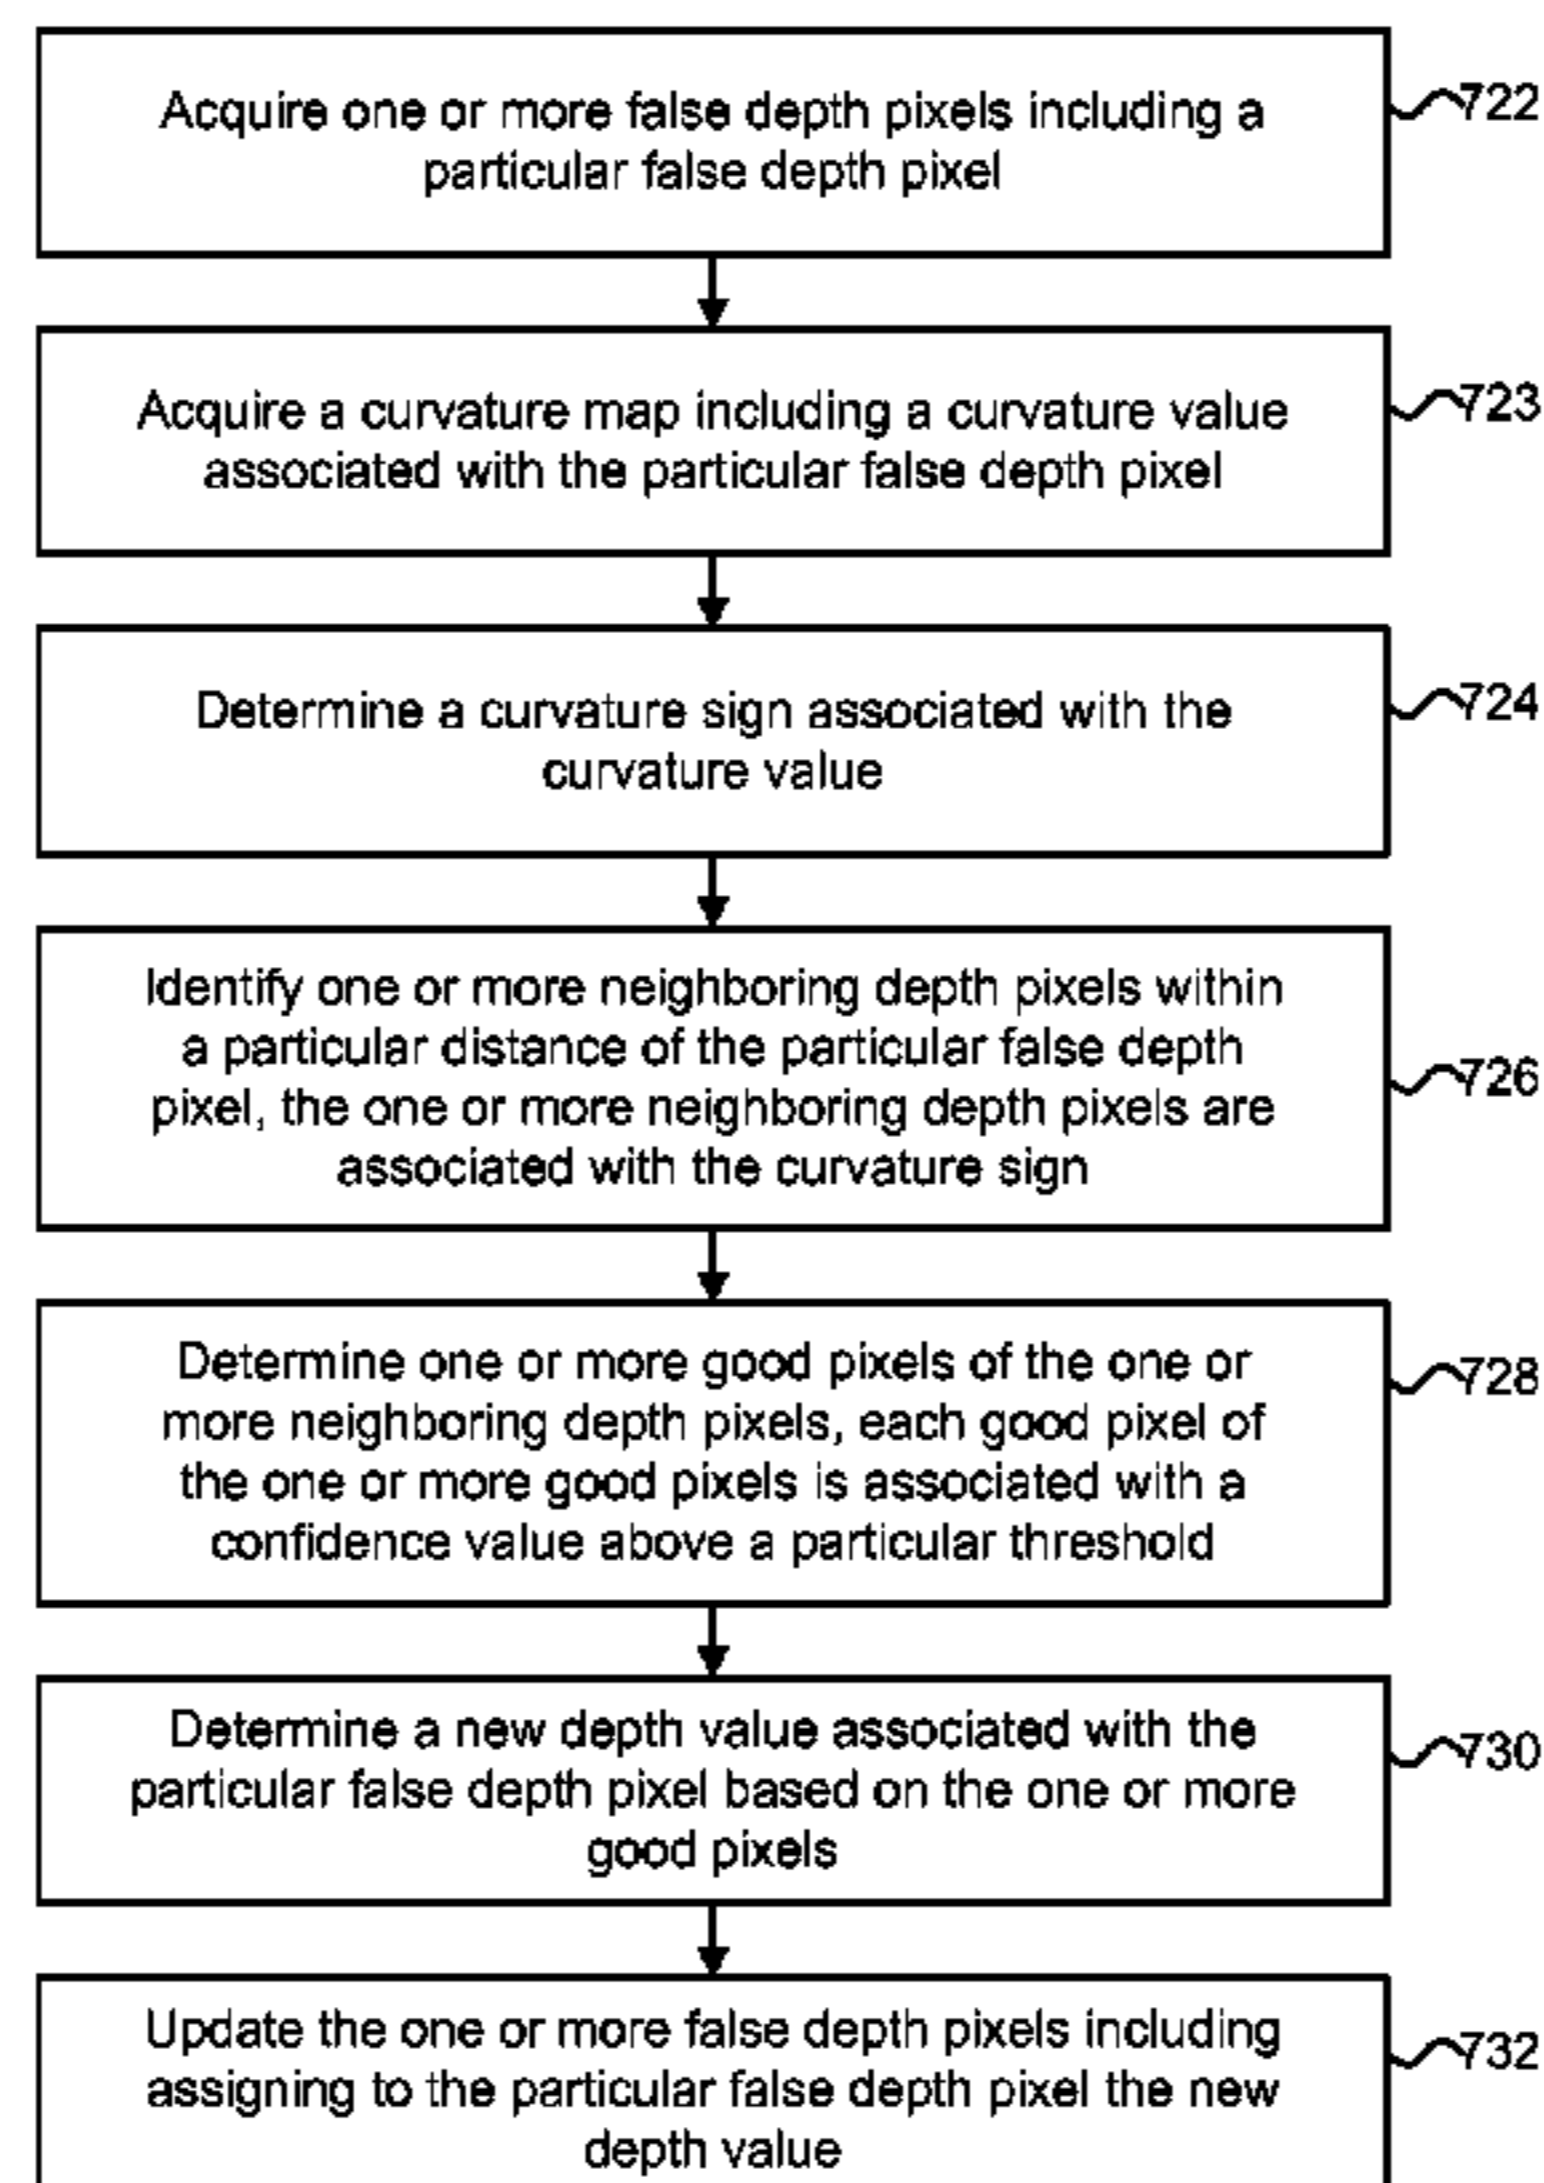 Acquire one or more false depth pixels including a
particular false depth pixel
722
Acquire a curvature map including a curvature value
associated with the particular false depth pixel
723
Determine a curvature sign associated with the
curvature value
724
Identify one or more neighboring depth pixels within
a particular distance of the particular false depth
pixel, the one or more neighboring depth pixels are
associated with the curvature sign
726
Determine one or more good pixels of the one or
more neighboring depth pixels, each good pixel of
the one or more good pixels is associated with a
confidence value above a particular threshold
728
Determine a new depth value associated with the
particular false depth pixel based on the one or more
good pixels
730
Update the one or more false depth pixels including
assigning to the particular false depth pixel the new
depth value
732